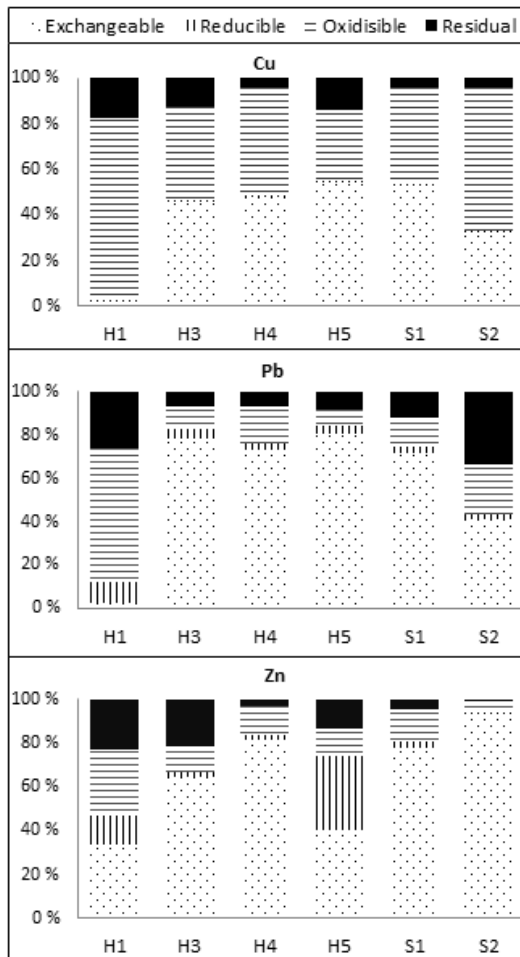 Exchangeable Reducible Oxidisible Residual
Cu
100 %
80 %
60 %
40 %
20 %
0 %
H1 H3 H4 H5 S1 S2
Pb
100 %
80 %
60 %
40 %
20 %
0 %
H1 H3 H4 H5 S1 S2
Zn
100 %
80 %
60 %
40 %
20 %
0 %
H1 H3 H4 H5 S1 S2